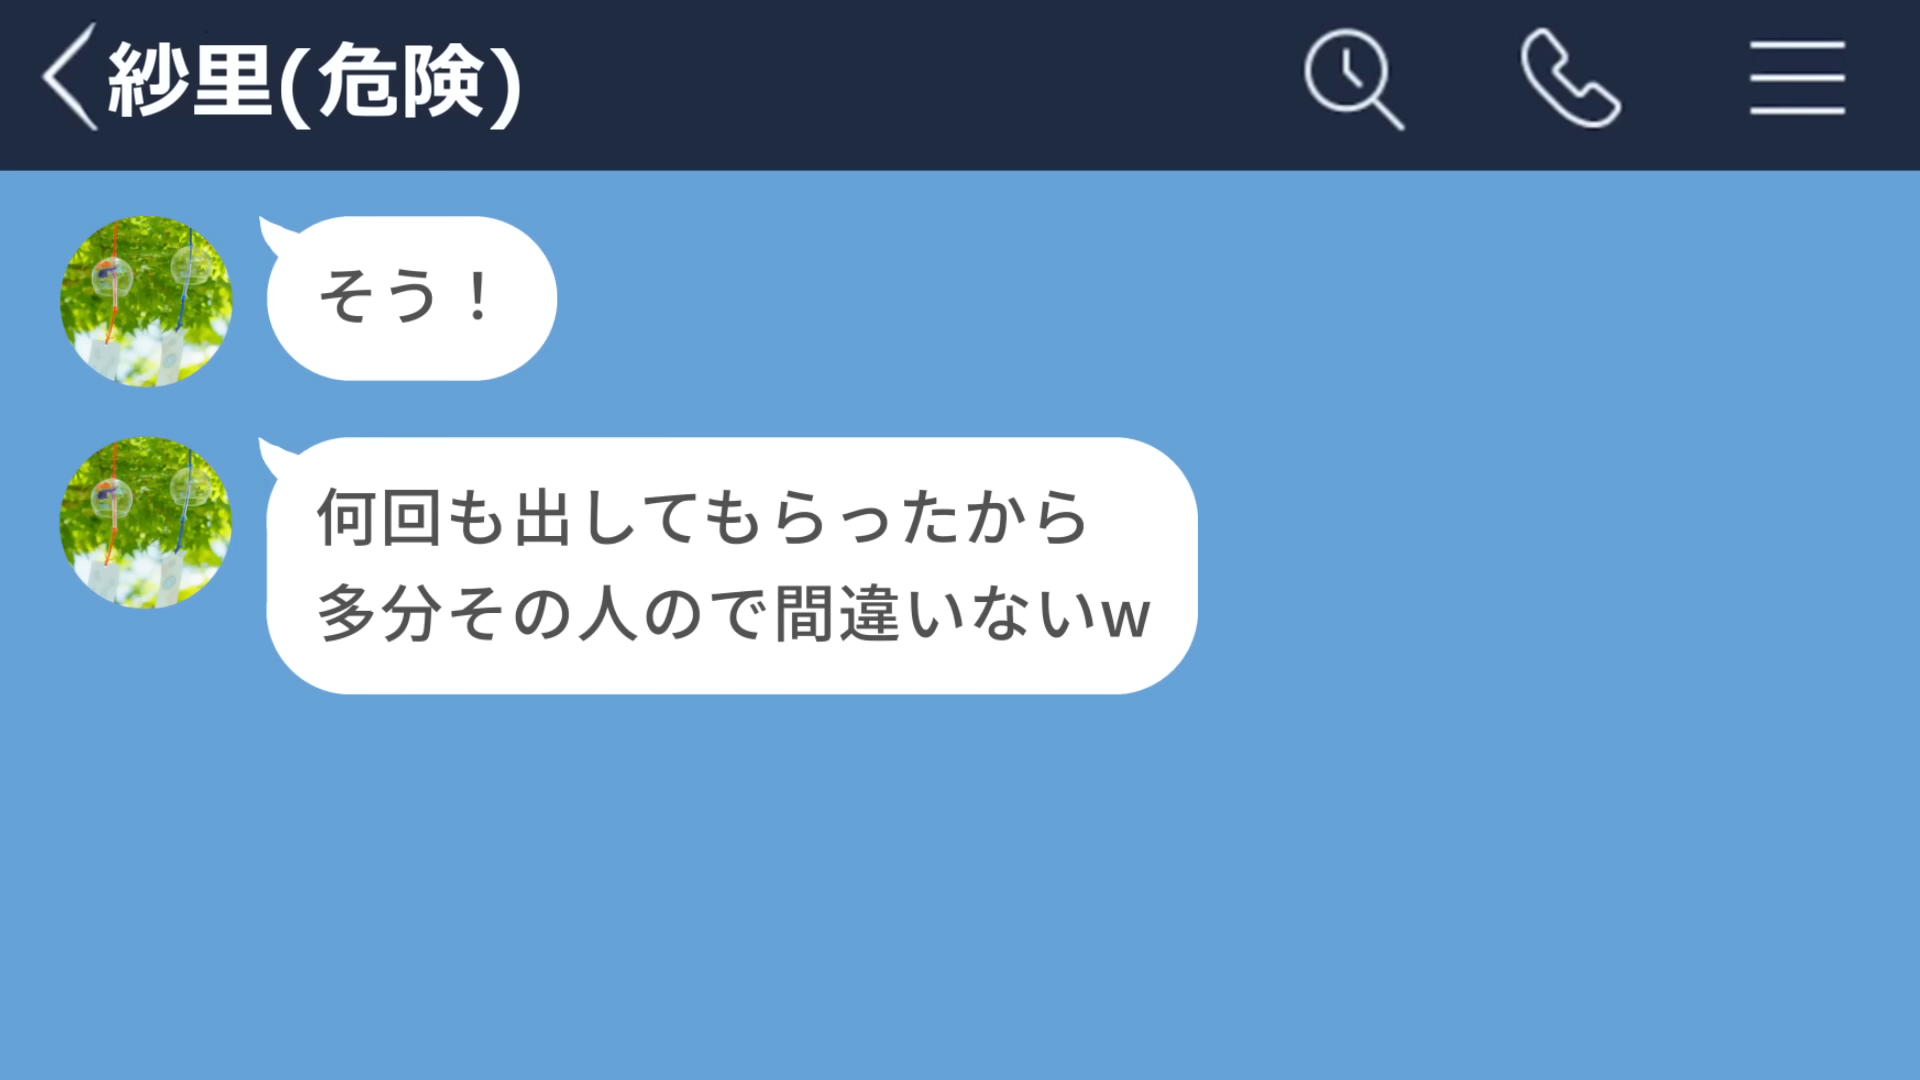 紗里(危険)
そう！
何回も出してもらったから
多分その人ので間違いないw